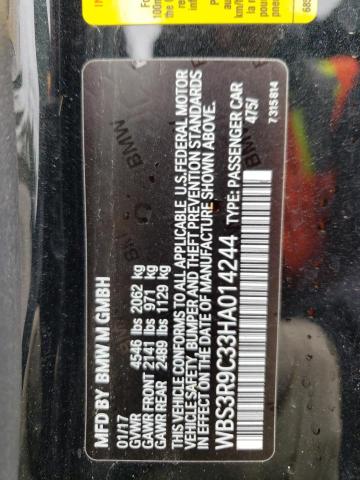 MFD BY BMW M GMBH
01/17
GVWR 4546 lbs 2062 kg
GAWR FRONT 2141 lbs 971 kg
GAWR REAR 2489 lbs 1129 kg
THIS VEHICLE CONFORMS TO ALL APPLICABLE U.S.FEDERAL MOTOR
VEHICLE SAFETY, BUMPER AND THEFT PREVENTION STANDARDS
IN EFFECT ON THE DATE OF MANUFACTURE SHOWN ABOVE.
WBS3R9C33HA014244 TYPE: PASSENGER CAR
475/
7 315 814
BMW